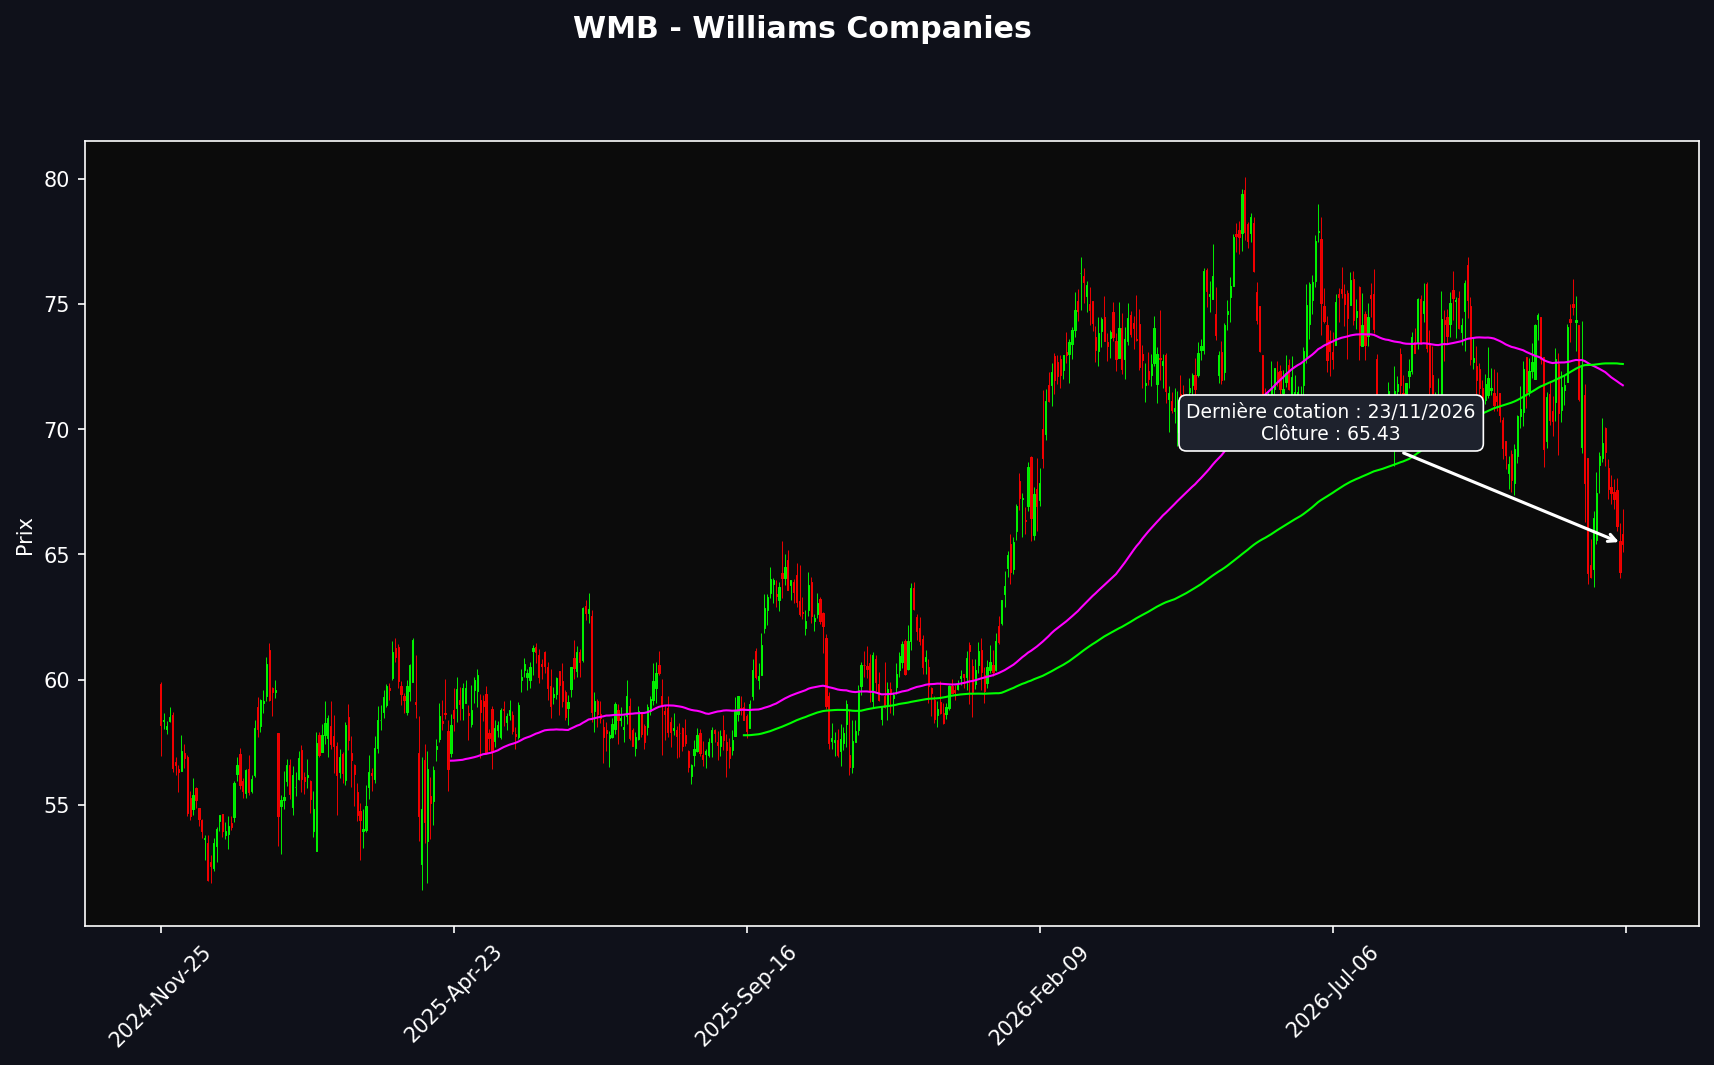 WMB - Williams Companies
Prix
80
75
70
65
60
55
Dernière cotation : 23/11/2026
Clôture : 65.43
2024-Nov-25
2025-Apr-23
2025-Sep-16
2026-Feb-09
2026-Jul-06